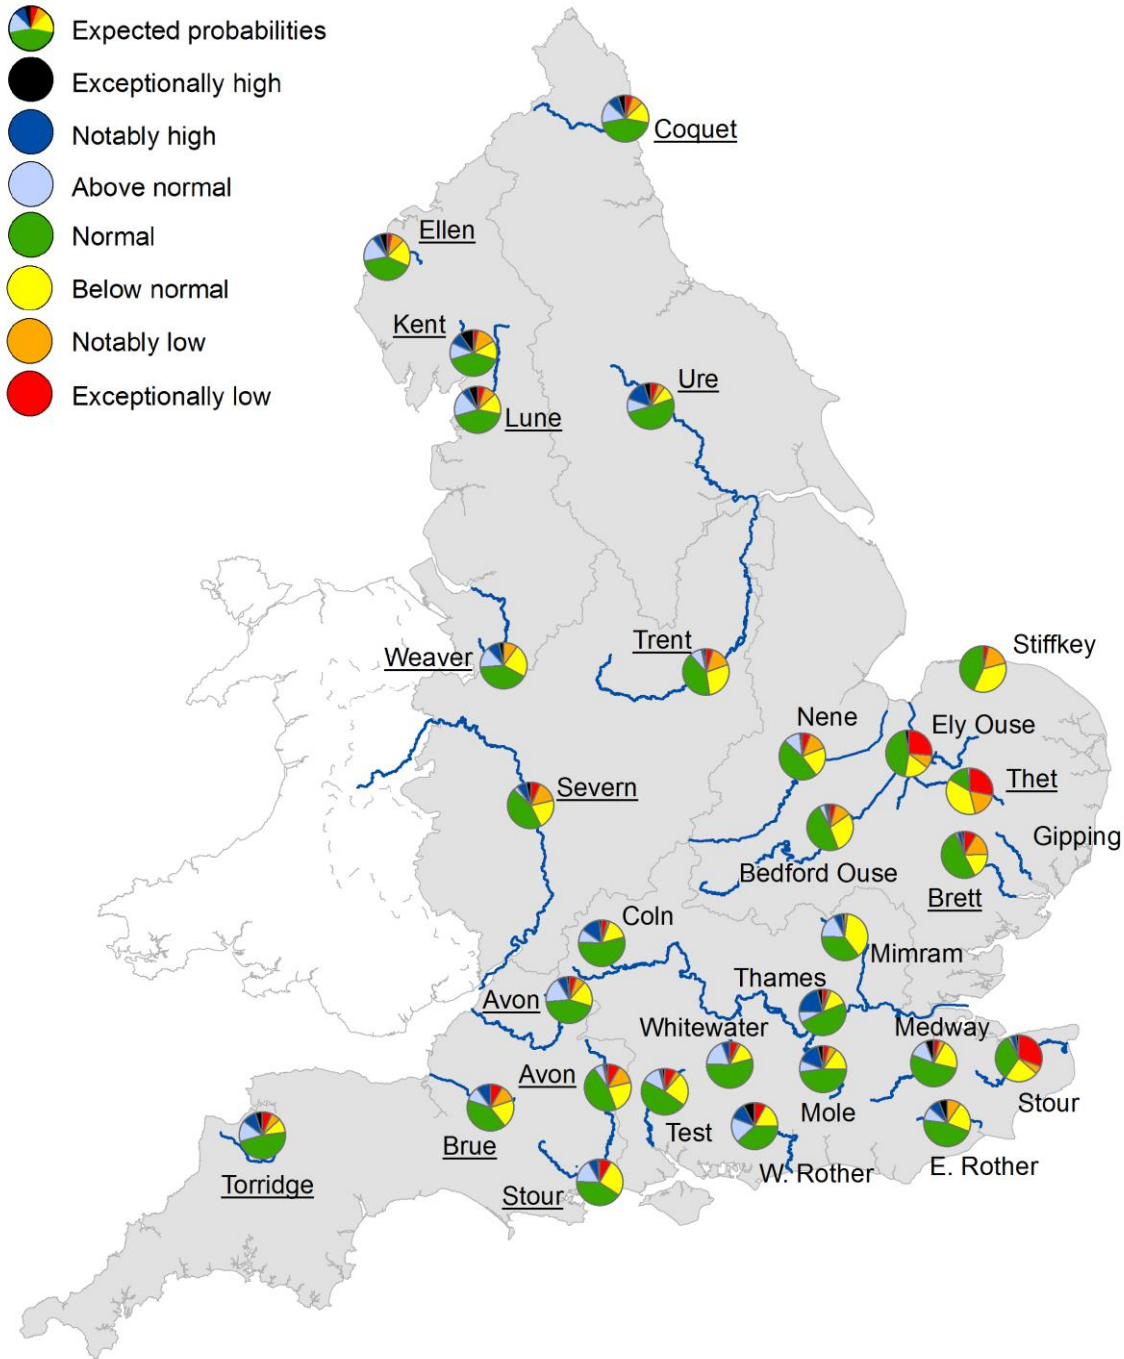 Expected probabilities
Exceptionally high
Notably high
Above normal
Normal
Below normal
Notably low
Exceptionally low
Coquet
Ellen
Kent
Lune
Ure
Weaver
Trent
Stiffkey
Nene
Ely Ouse
Thet
Severn
Gipping
Bedford Ouse
Brett
Coln
Mimram
Thames
Avon
Whitewater
Medway
Avon
Stour
Mole
Test
Brue
W. Rother
E. Rother
Torridge
Stour